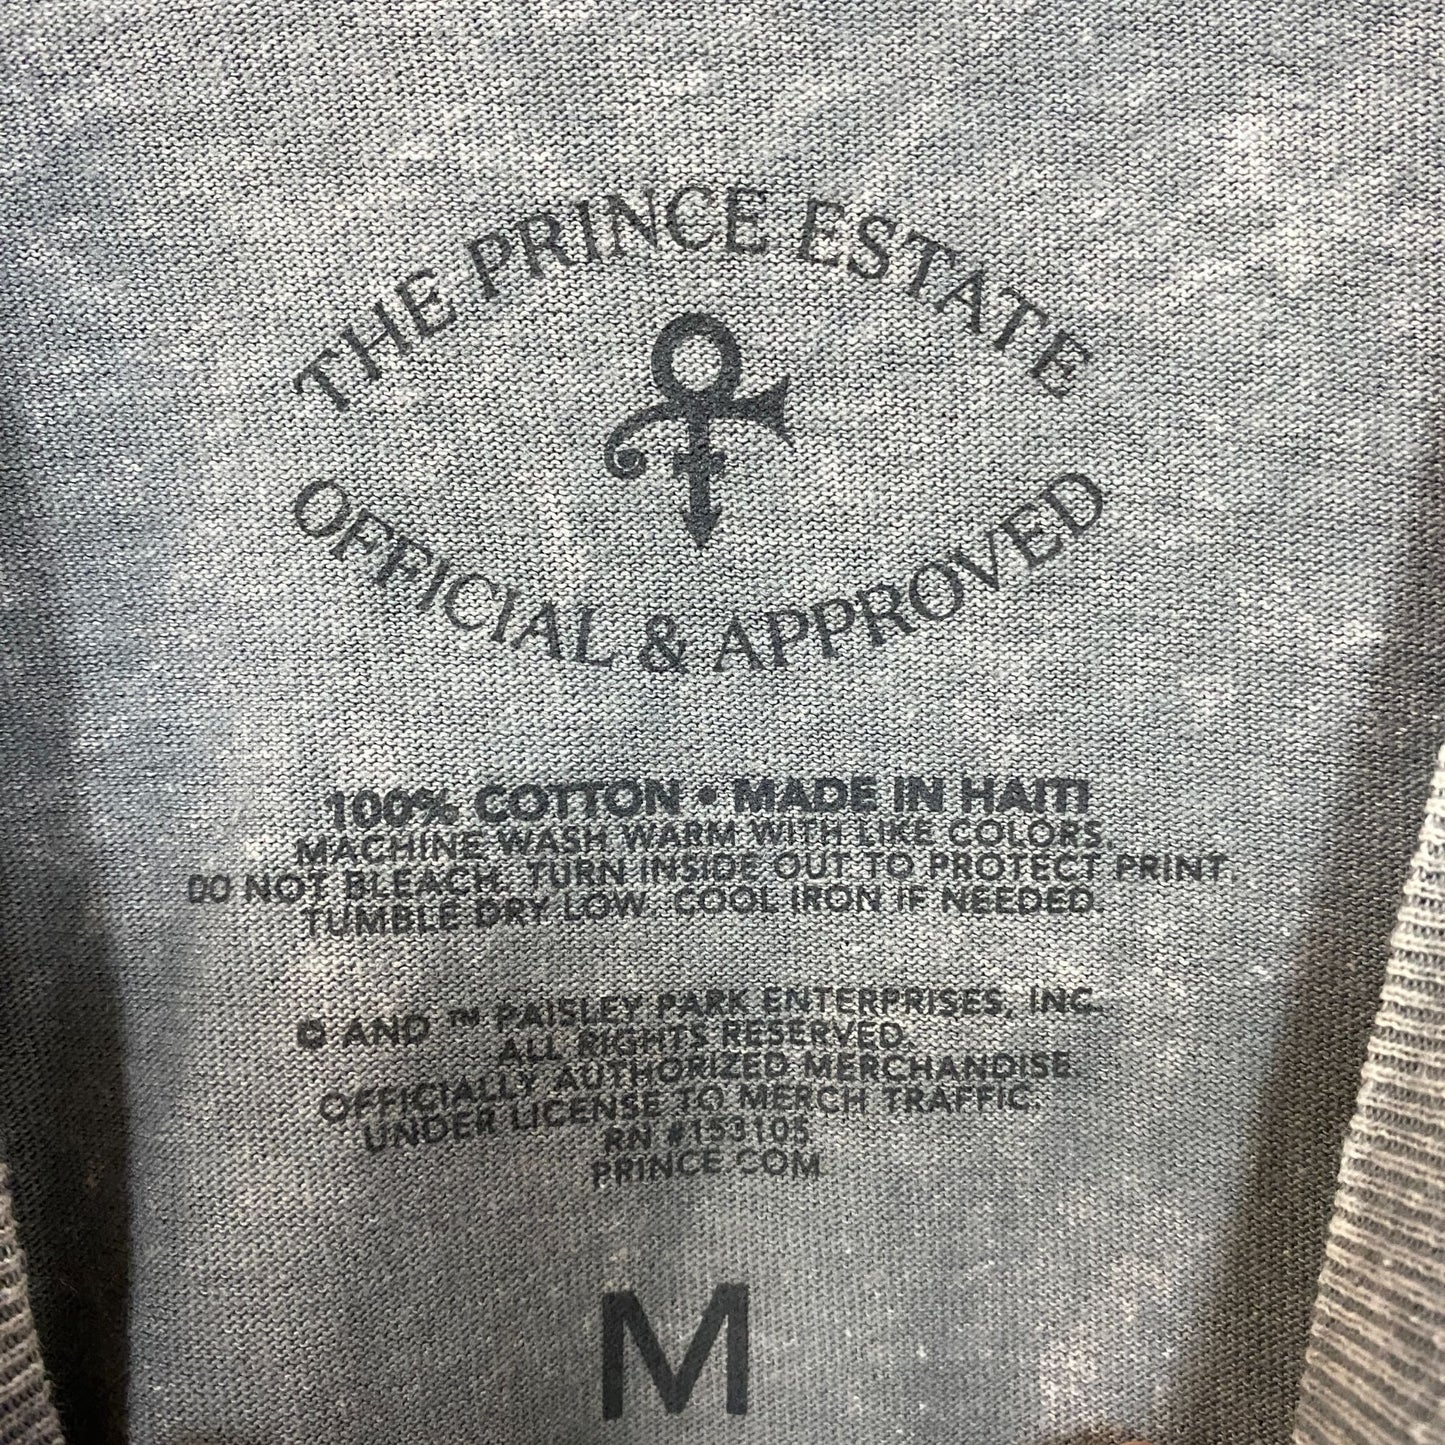 THE PRINCE ESTATE
OFFICIAL & APPROVED
100% COTTON • MADE IN HAITI
MACHINE WASH WARM WITH LIKE COLORS.
DO NOT BLEACH. TURN INSIDE OUT TO PROTECT PRINT.
TUMBLE DRY LOW. COOL IRON IF NEEDED.
© AND ™ PAISLEY PARK ENTERPRISES, INC.
ALL RIGHTS RESERVED.
OFFICIALLY AUTHORIZED MERCHANDISE.
UNDER LICENSE TO MERCH TRAFFIC.
RN #153105
PRINCE.COM
M